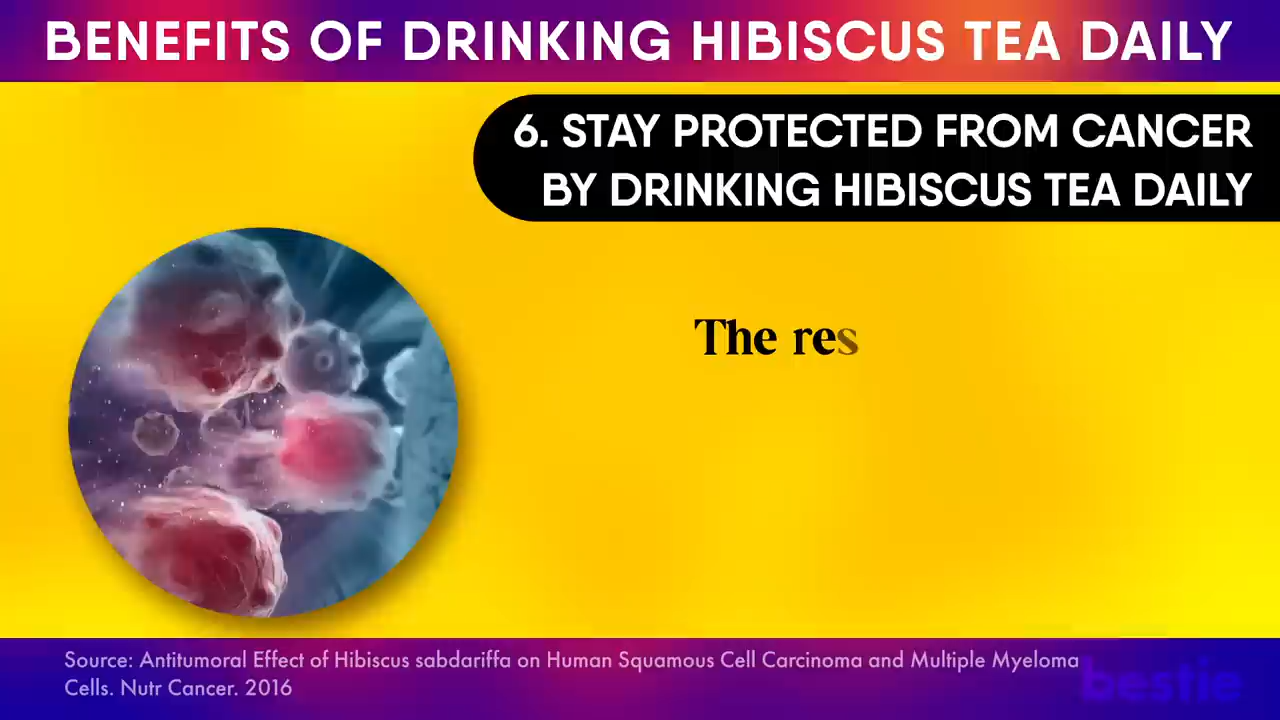 BENEFITS OF DRINKING HIBISCUS TEA DAILY
6. STAY PROTECTED FROM CANCER
BY DRINKING HIBISCUS TEA DAILY
The res
Source: Antitumoral Effect of Hibiscus sabdariffa on Human Squamous Cell Carcinoma and Multiple Myeloma
Cells. Nutr Cancer. 2016
bestie